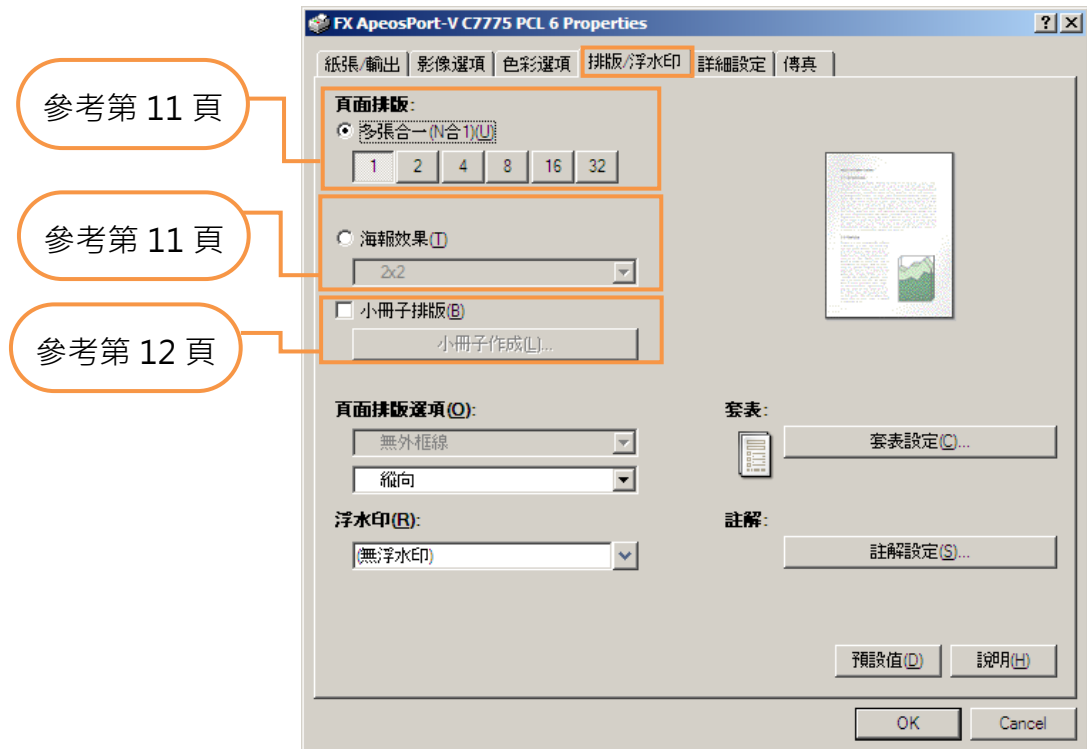 FX ApeosPort-V C7775 PCL 6 Properties
紙張/輸出 影像選項 色彩選項 排版/浮水印 詳細設定 傳真
參考第 11 頁
頁面排版:
多張合一(N合1)(U)
1 2 4 8 16 32
參考第 11 頁
海報效果(T)
2x2
參考第 12 頁
小冊子排版(B)
小冊子作成(L)...
頁面排版選項(O):
無外框線
縱向
浮水印(R):
(無浮水印)
套表:
套表設定(C)...
註解:
註解設定(S)...
預設值(D) 說明(H)
OK Cancel